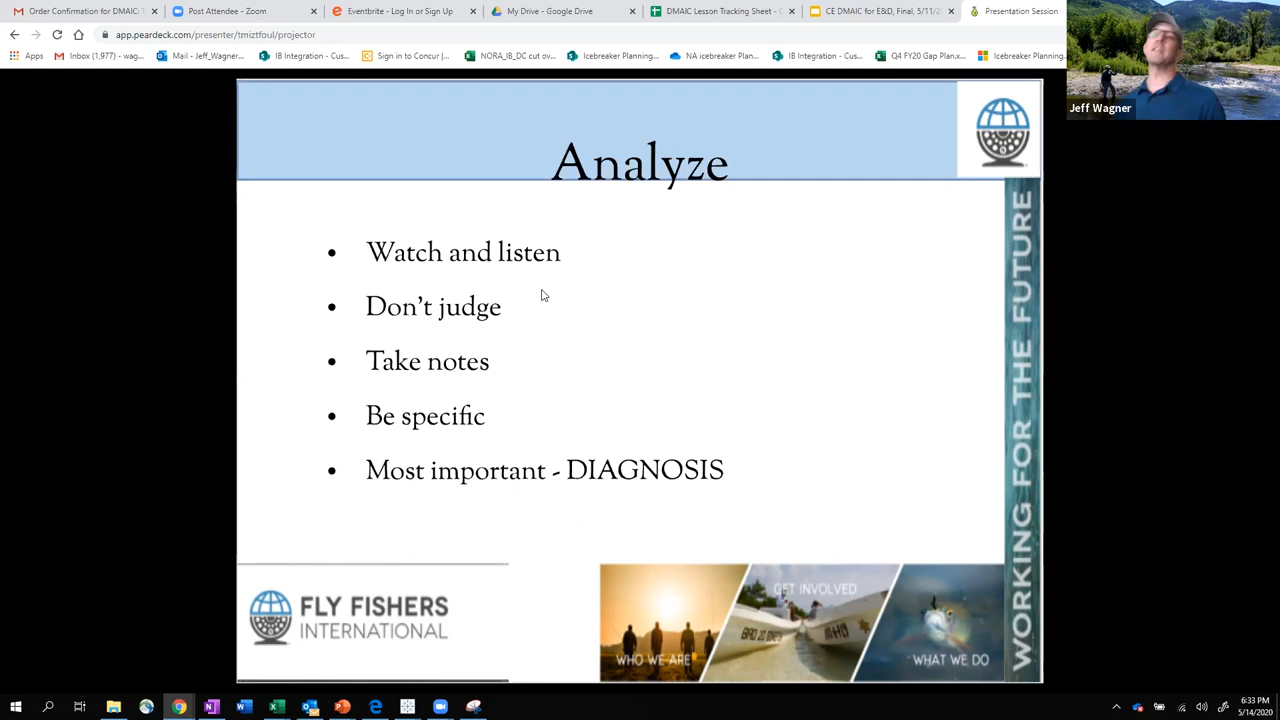 Order Confirmation for DMAIC: T
Post Attendee - Zoom
Eventbrite - Log In or Sign Up
My Drive - Google Drive
DMAIC Lesson Tracking Sheet - G
CE DMAIC for E&D, Final, 5/11/2
Presentation Session
app.peardeck.com/presenter/tmiztfoul/projector
Apps
Inbox (1,977) - wag...
Mail - Jeff_Wagner...
IB Integration - Cus...
Sign in to Concur |...
NORA_IB_DC cut ov...
Icebreaker Planning...
NA icebreaker Plan...
IB Integration - Cus...
Q4 FY20 Gap Plan.x...
Icebreaker Planning
Jeff Wagner
Analyze
• Watch and listen
• Don't judge
• Take notes
• Be specific
• Most important - DIAGNOSIS
WORKING FOR THE FUTURE
FLY FISHERS
INTERNATIONAL
WHO WE ARE
GET INVOLVED
WHAT WE DO
6:33 PM
5/14/2020